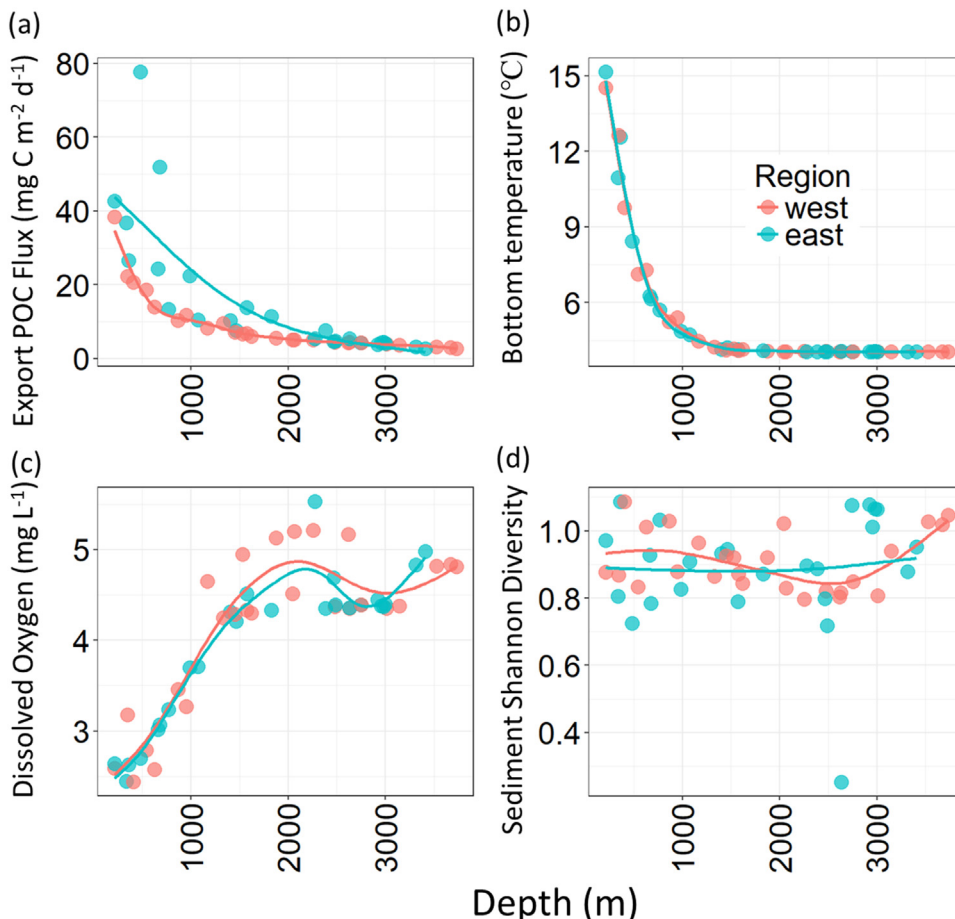 (a)
Export POC Flux (mg C m⁻² d⁻¹)
80
60
40
20
0
1000
2000
3000
(b)
Bottom temperature (℃)
15
12
9
6
Region
west
east
1000
2000
3000
(c)
Dissolved Oxygen (mg L⁻¹)
5
4
3
1000
2000
3000
(d)
Sediment Shannon Diversity
1.0
0.8
0.6
0.4
1000
2000
3000
Depth (m)